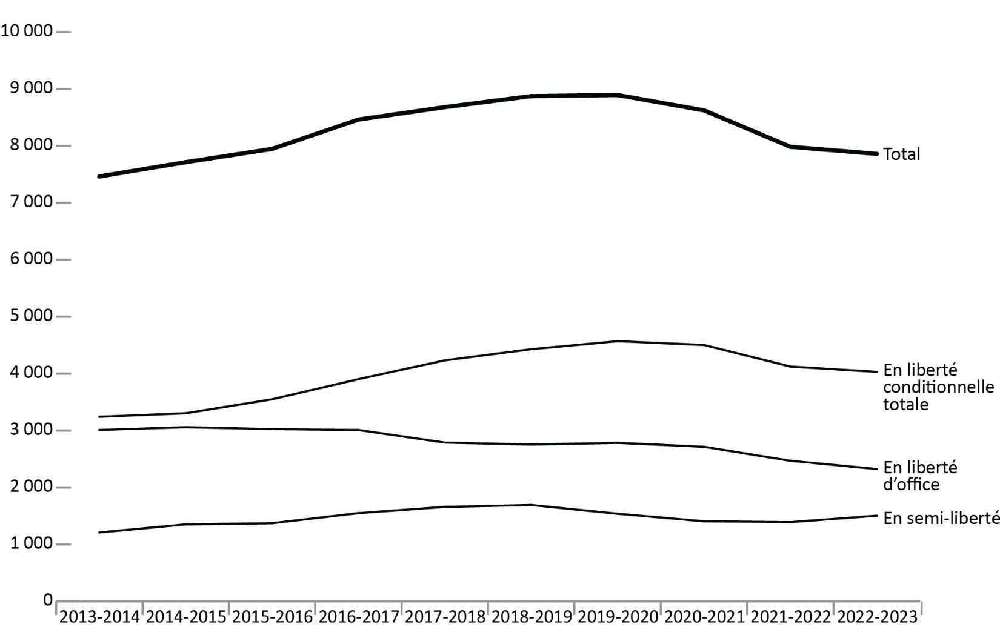 10 000
9 000
8 000
7 000
6 000
5 000
4 000
3 000
2 000
1 000
0
Total
En liberté
conditionnelle
totale
En liberté
d’office
En semi-liberté
2013-2014 2014-2015 2015-2016 2016-2017 2017-2018 2018-2019 2019-2020 2020-2021 2021-2022 2022-2023